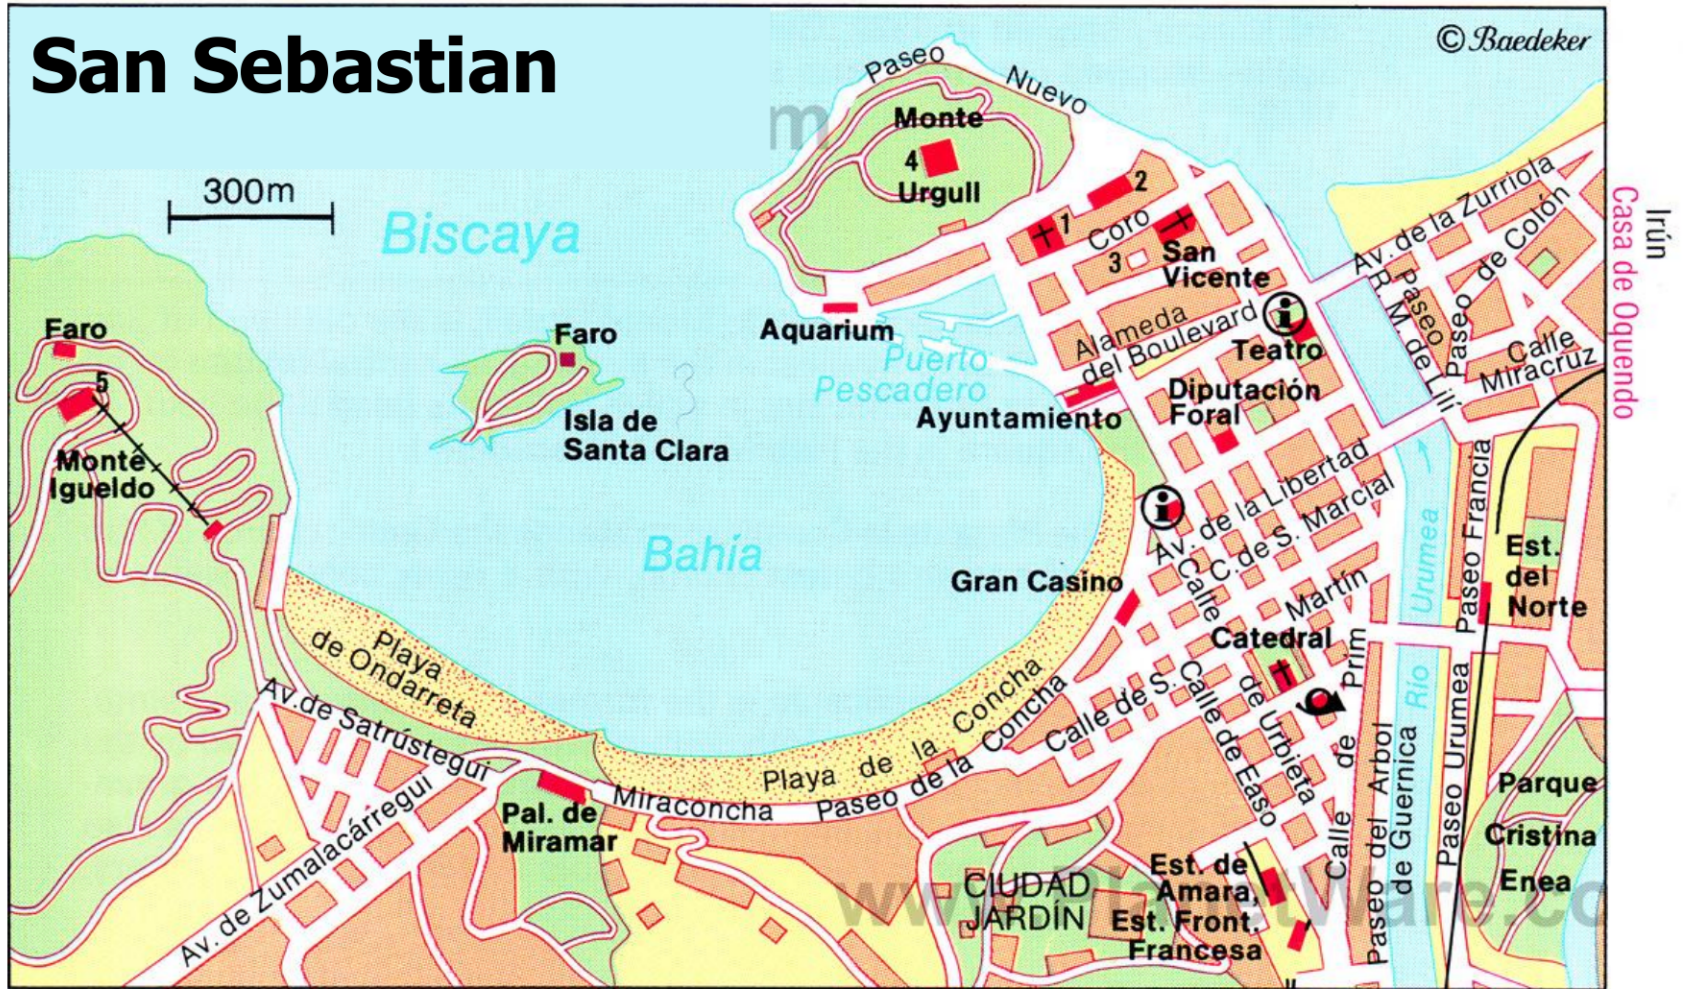 San Sebastian
© Baedeker
300m
Biscaya
Paseo
Nuevo
m
Monte
4
Urgull
2
1
Coro
3
San
Vicente
Av. de la Zurriola
Paseo
de Colón
Irún
Casa de Oquendo
Faro
5
Monte
Igueldo
Faro
Isla de
Santa Clara
Aquarium
Puerto
Pescadero
Alameda
del Boulevard
i
Teatro
Paseo
R. M. de Lilí
Calle
Miracruz
Ayuntamiento
Diputación
Foral
Bahía
i
Av. de la Libertad
C. de S. Marcial
Calle de S.
Martín
Gran Casino
Catedral
Calle
de Urbieta
Calle de Easo
Calle de Prim
Río Urumea
Paseo Francia
Est.
del
Norte
Playa
de Ondarreta
Av. de Satrústegui
Av. de Zumalacárregui
Pal. de
Miramar
Miraconcha
Playa de la Concha
Paseo de la Concha
CIUDAD
JARDÍN
Est. de
Amara,
Est. Front.
Francesa
Paseo del Arbol
de Guernica
Paseo Urumea
Parque
Cristina
Enea
www.PlanetWare.co